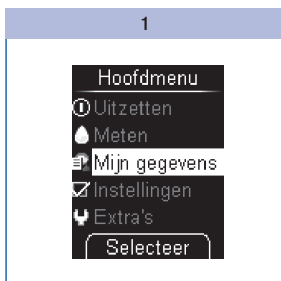 1
Hoofdmenu
Uitzetten
Meten
Mijn gegevens
Instellingen
Extra's
Selecteer